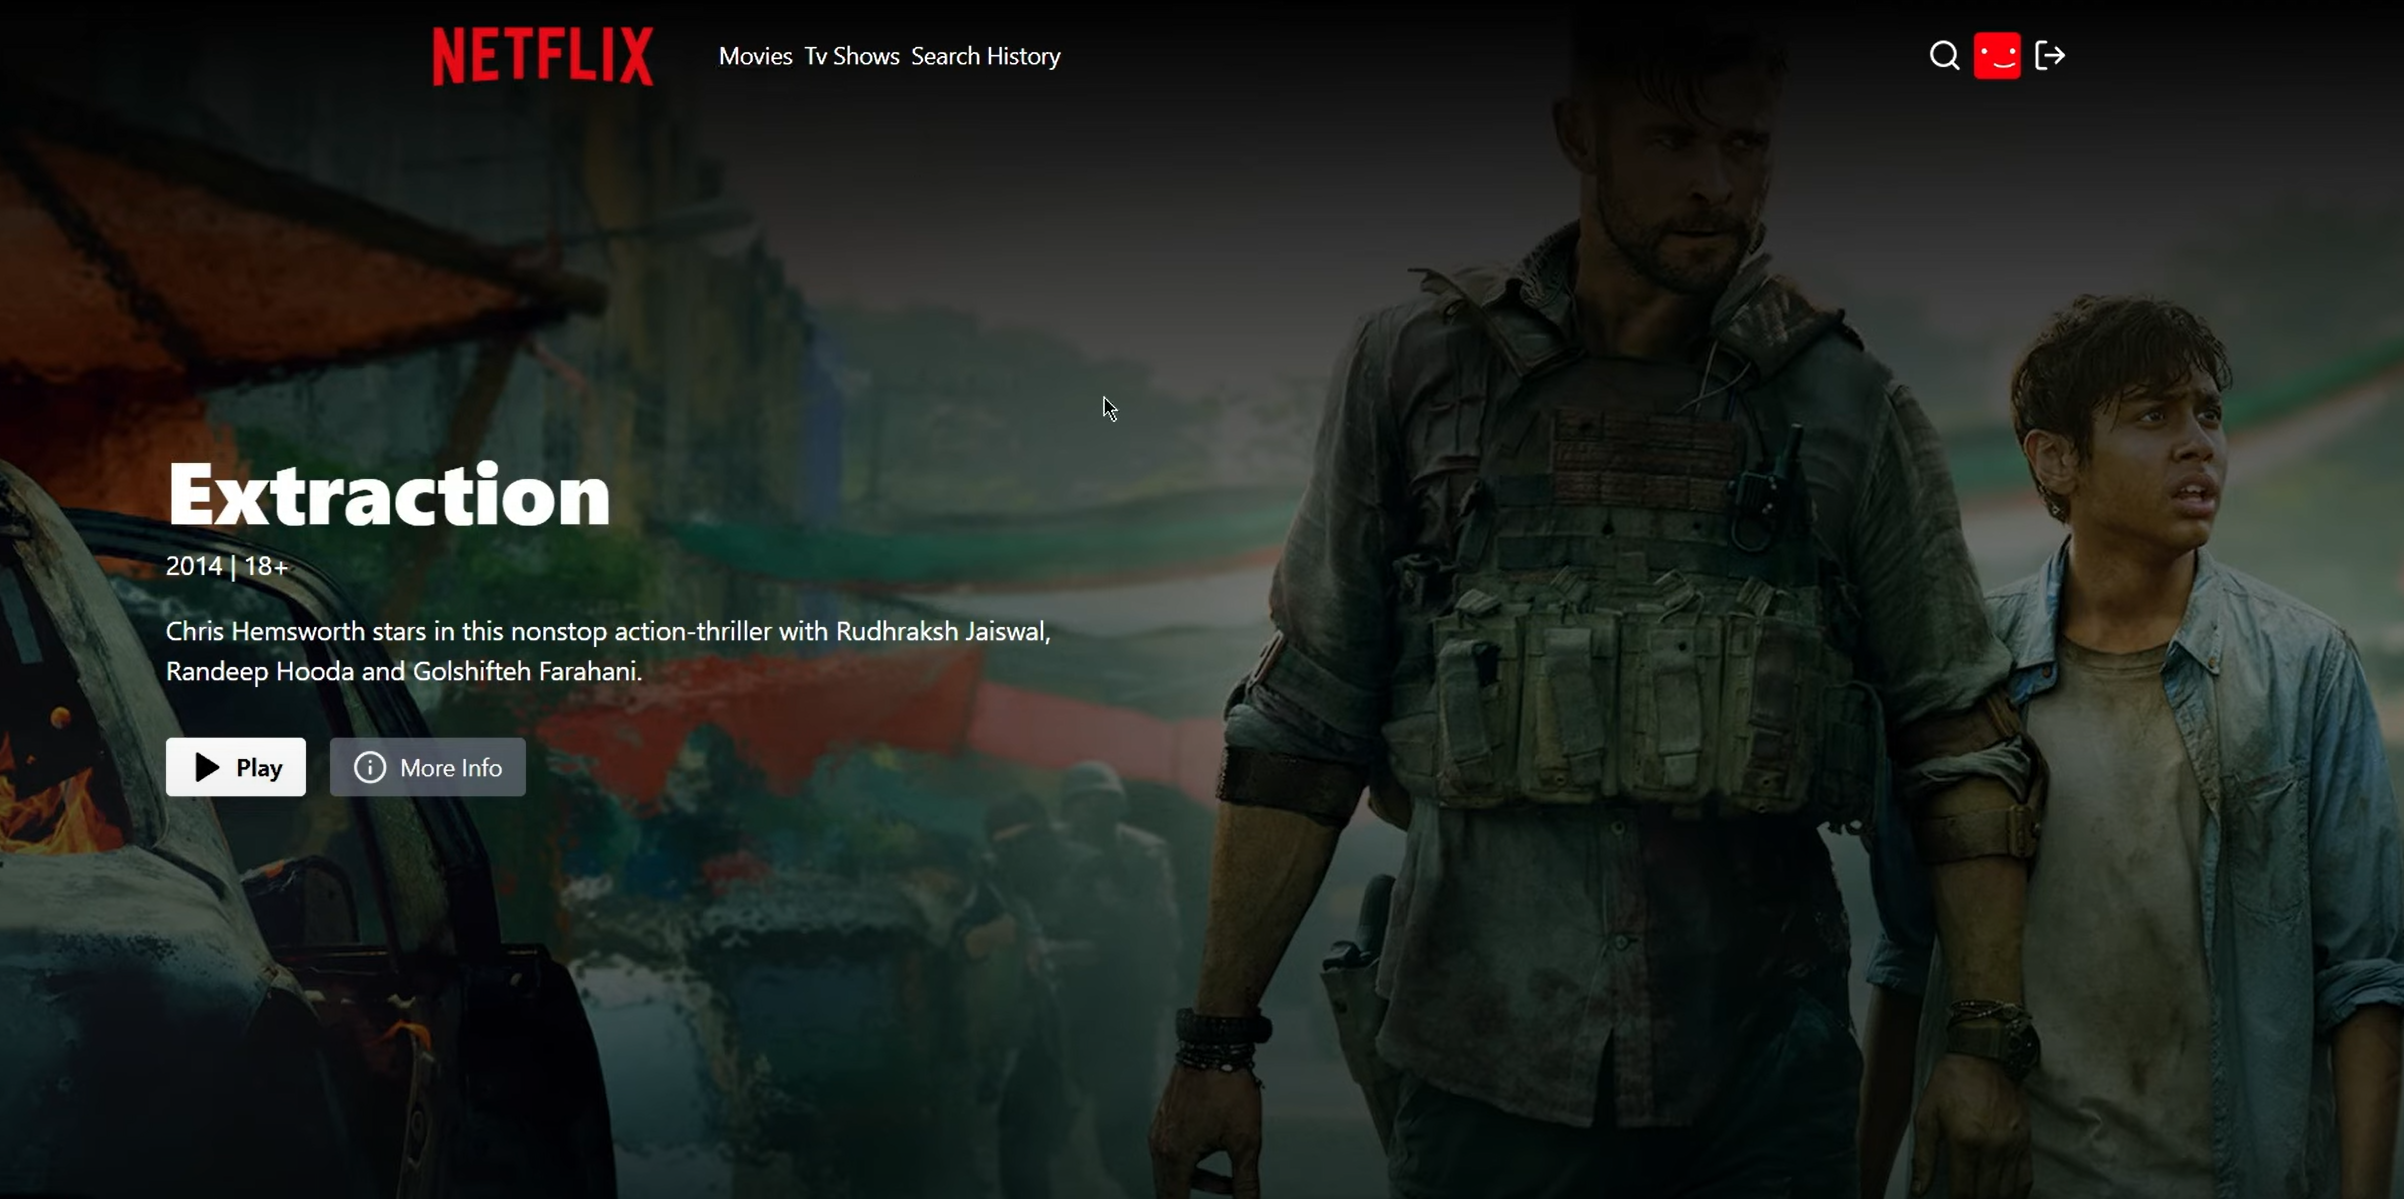 NETFLIX
Movies Tv Shows Search History
Extraction
2014 | 18+
Chris Hemsworth stars in this nonstop action-thriller with Rudhraksh Jaiswal,
Randeep Hooda and Golshifteh Farahani.
Play
More Info